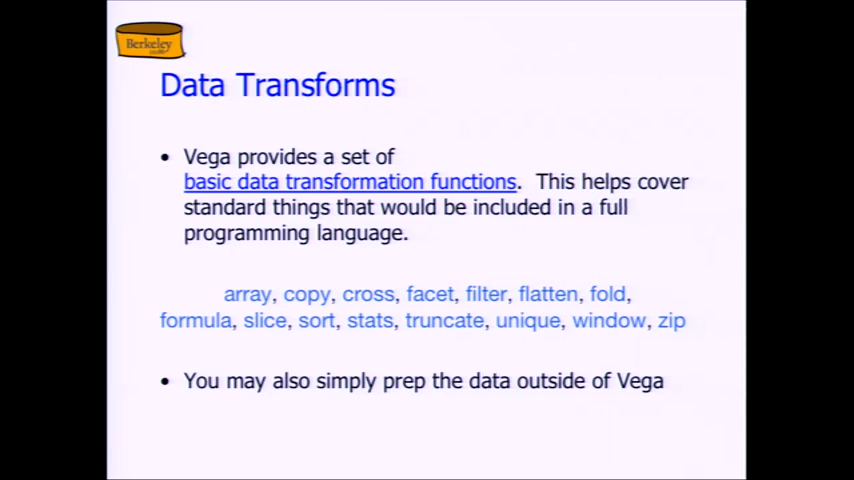 Berkeley
Data Transforms
• Vega provides a set of
basic data transformation functions. This helps cover
standard things that would be included in a full
programming language.
array, copy, cross, facet, filter, flatten, fold,
formula, slice, sort, stats, truncate, unique, window, zip
• You may also simply prep the data outside of Vega